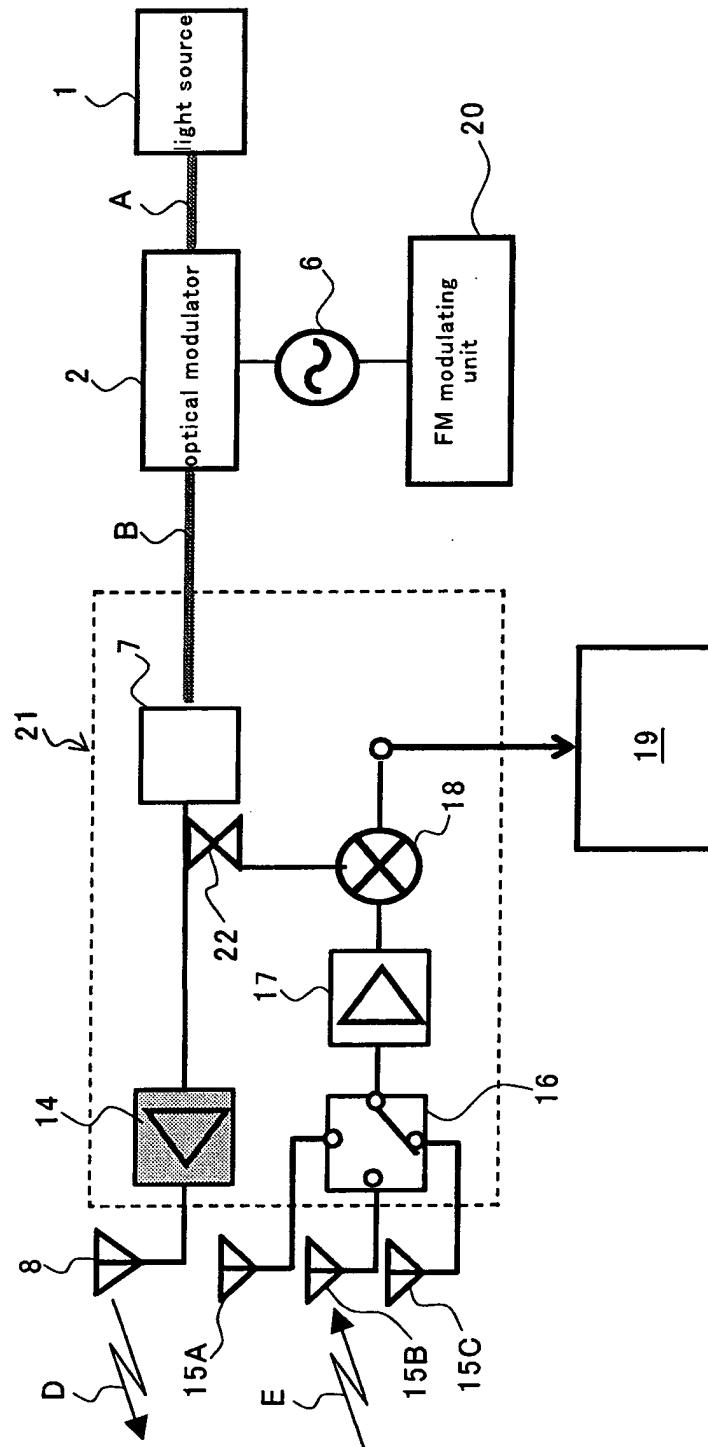 1
light source
A
2
optical modulator
6
20
FM modulating
unit
B
21
7
22
18
19
17
14
16
8
15A
15B
15C
D
E